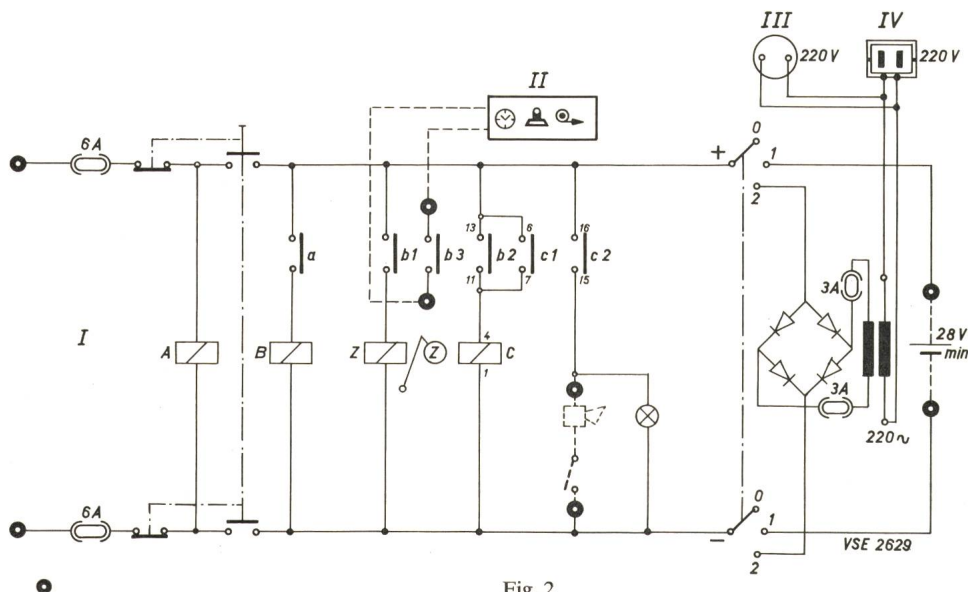 III IV
220V 220V
II
6A
+ 0 1 2
13 6 16
a b1 b3 b2 c1 c2
11 7 15
3A
I
A B Z Z 4 C 1
28V
min
3A
220~
6A
0
− 1
VSE 2629
2
Fig. 2